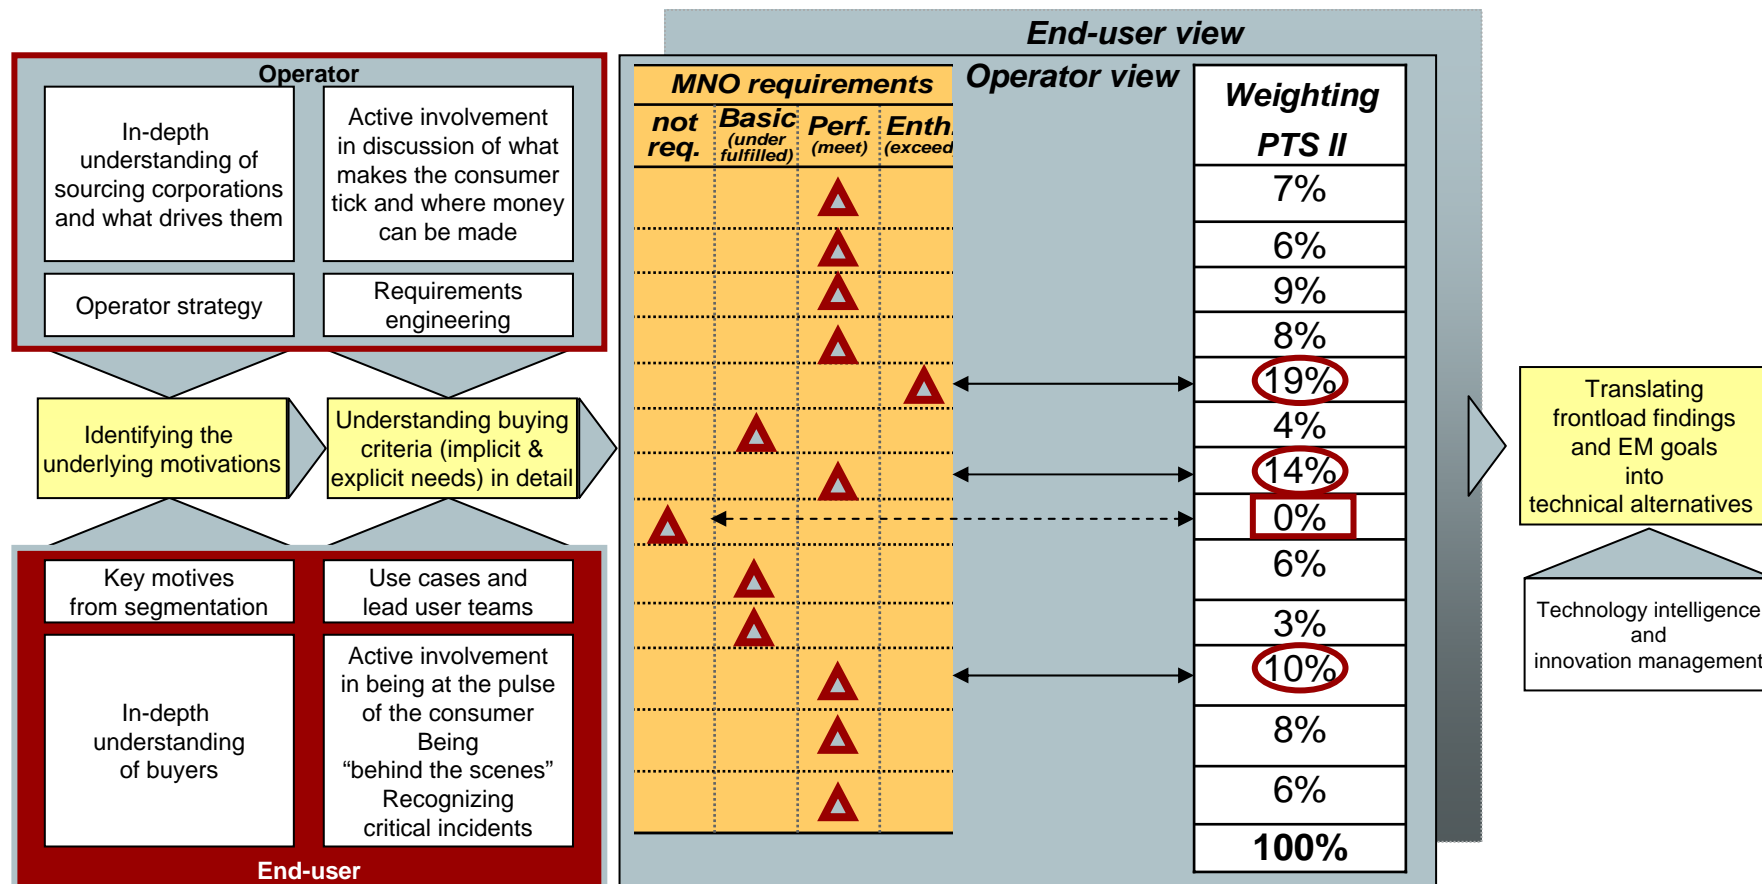 Operator
In-depth
understanding of
sourcing corporations
and what drives them
Active involvement
in discussion of what
makes the consumer
tick and where money
can be made
Operator strategy
Requirements
engineering
Identifying the
underlying motivations
Understanding buying
criteria (implicit &
explicit needs) in detail
Key motives
from segmentation
Use cases and
lead user teams
In-depth
understanding
of buyers
Active involvement
in being at the pulse
of the consumer
Being
“behind the scenes”
Recognizing
critical incidents
End-user
End-user view
Operator view
MNO requirements
not
req.
Basic
(under
fulfilled)
Perf.
(meet)
Enth.
(exceed
Weighting
PTS II
7%
6%
9%
8%
19%
4%
14%
0%
6%
3%
10%
8%
6%
100%
Translating
frontload findings
and EM goals
into
technical alternatives
Technology intelligence
and
innovation management